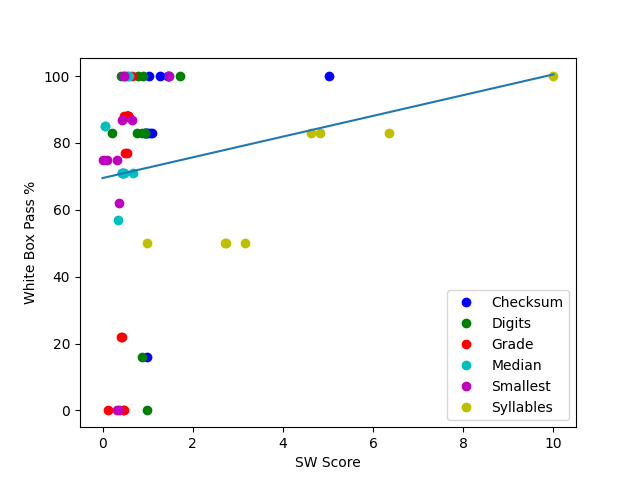 100
80
60
40
20
0
White Box Pass %
0 2 4 6 8 10
SW Score
Checksum
Digits
Grade
Median
Smallest
Syllables